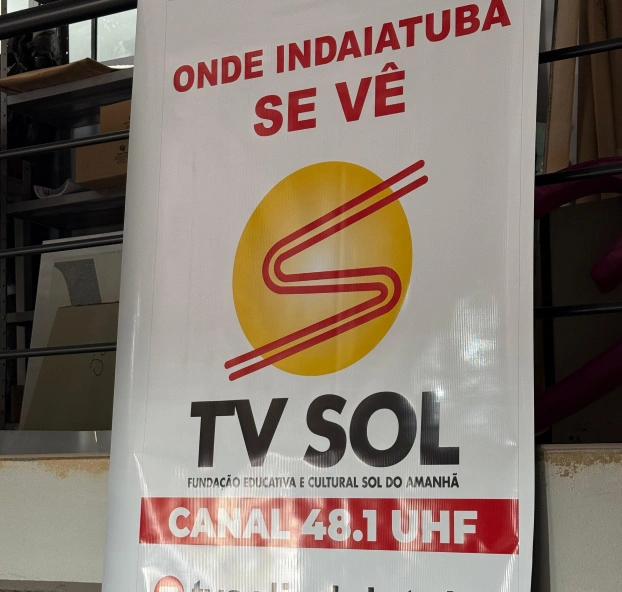 ONDE INDAIATUBA
SE VÊ
TV SOL
FUNDAÇÃO EDUCATIVA E CULTURAL SOL DO AMANHÃ
CANAL 48.1 UHF